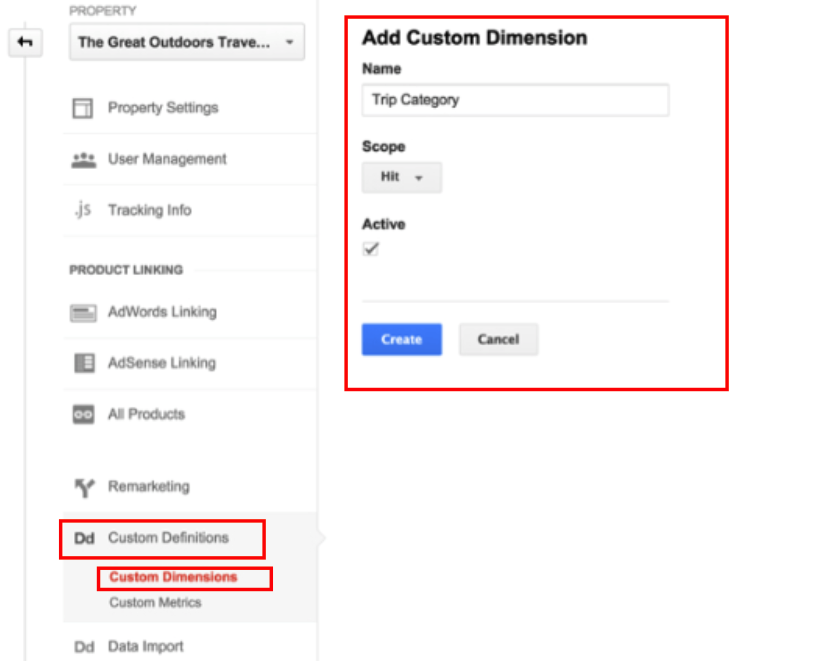 PROPERTY
The Great Outdoors Trave...
Property Settings
User Management
.js Tracking Info
PRODUCT LINKING
AdWords Linking
AdSense Linking
All Products
Remarketing
Dd Custom Definitions
Custom Dimensions
Custom Metrics
Dd Data Import
Add Custom Dimension
Name
Trip Category
Scope
Hit
Active
Create Cancel